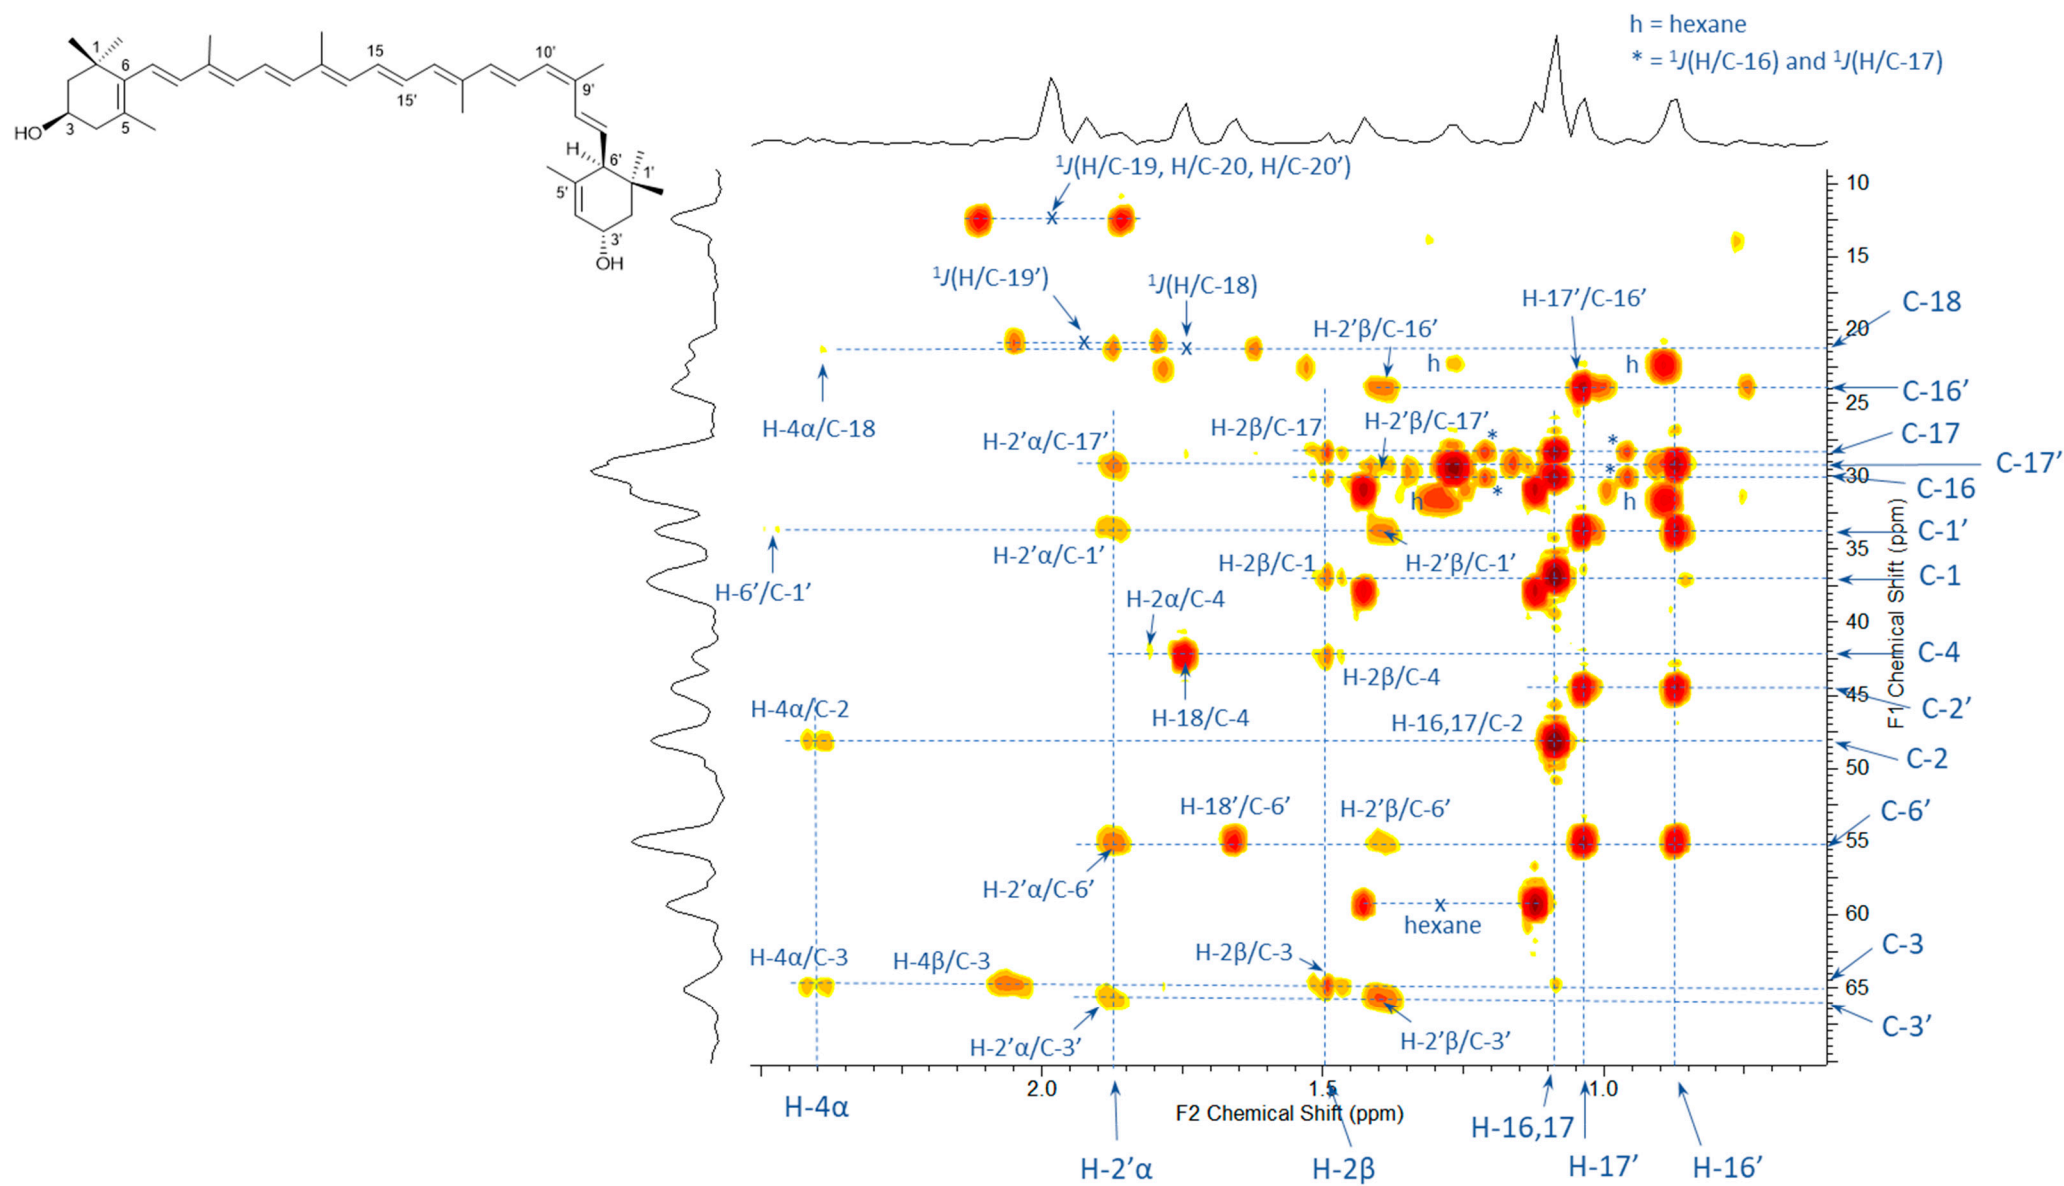 h = hexane
* = ¹J(H/C-16) and ¹J(H/C-17)
1
6
15
10'
9'
15'
HO
3
5
H
6'
1'
5'
3'
OH
¹J(H/C-19, H/C-20, H/C-20’)
10
15
¹J(H/C-19’)
¹J(H/C-18)
H-17’/C-16’
C-18
H-2’β/C-16’
20
h
h
C-16’
25
H-4α/C-18
H-2’α/C-17’
H-2β/C-17
H-2’β/C-17’
*
*
C-17
C-17’
*
30
C-16
h
*
h
C-1’
H-2’α/C-1’
H-2β/C-1
H-2’β/C-1’
35
C-1
H-6’/C-1’
H-2α/C-4
40
C-4
H-2β/C-4
H-4α/C-2
H-18/C-4
H-16,17/C-2
45
C-2’
F1 Chemical Shift (ppm)
C-2
50
H-18’/C-6’
H-2’β/C-6’
C-6’
55
H-2’α/C-6’
x
hexane
60
H-4α/C-3
H-4β/C-3
H-2β/C-3
C-3
65
C-3’
H-2’α/C-3’
H-2’β/C-3’
2.0
1.5
1.0
F2 Chemical Shift (ppm)
H-4α
H-16,17
H-2’α
H-2β
H-17’
H-16’